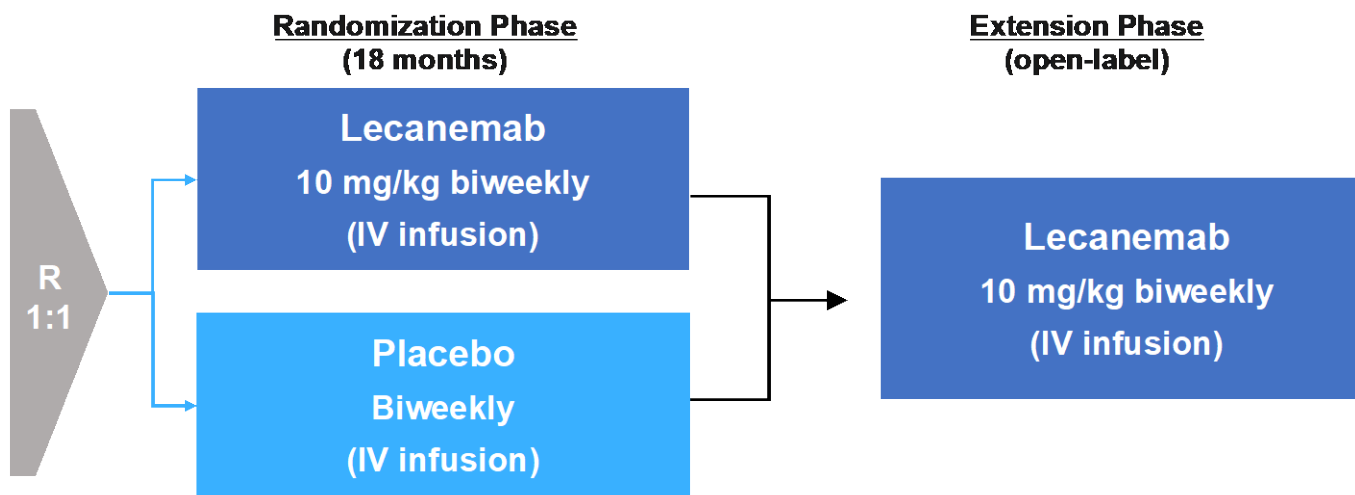 Randomization Phase
(18 months)
Extension Phase
(open-label)
R
1:1
Lecanemab
10 mg/kg biweekly
(IV infusion)
Placebo
Biweekly
(IV infusion)
Lecanemab
10 mg/kg biweekly
(IV infusion)